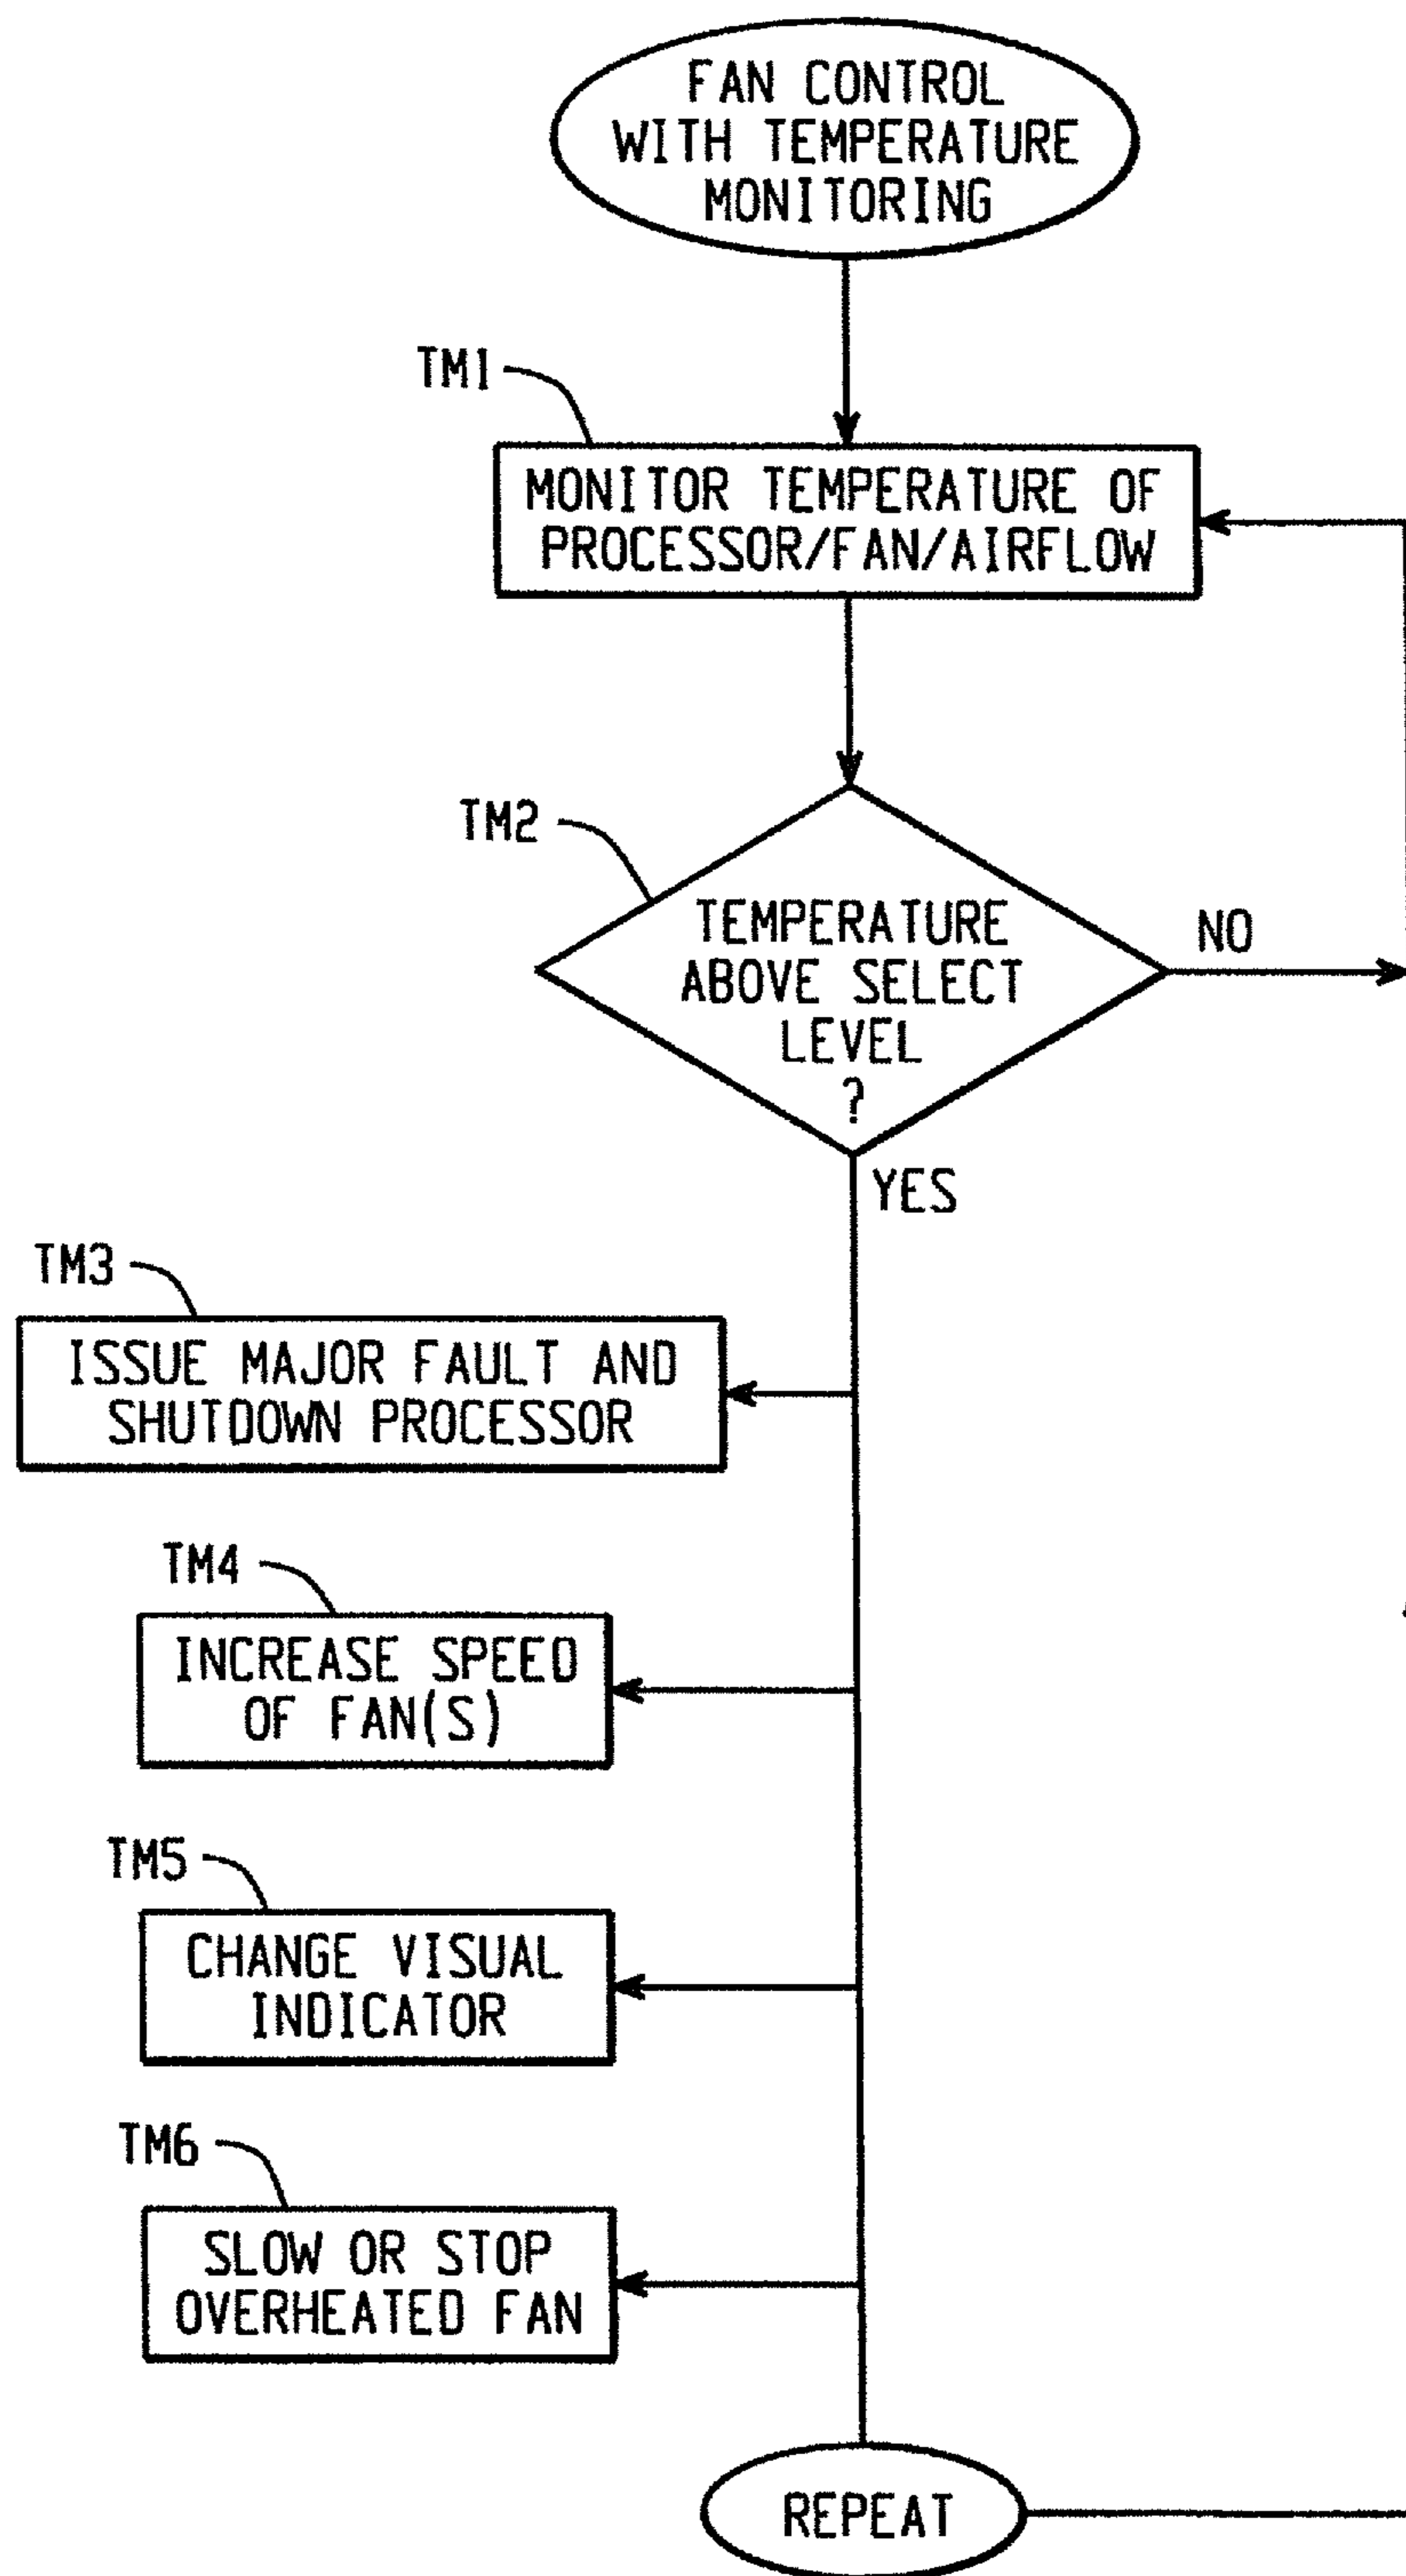 FAN CONTROL
WITH TEMPERATURE
MONITORING
TM1
MONITOR TEMPERATURE OF
PROCESSOR/FAN/AIRFLOW
TM2
TEMPERATURE
ABOVE SELECT
LEVEL
?
NO
YES
TM3
ISSUE MAJOR FAULT AND
SHUTDOWN PROCESSOR
TM4
INCREASE SPEED
OF FAN(S)
TM5
CHANGE VISUAL
INDICATOR
TM6
SLOW OR STOP
OVERHEATED FAN
REPEAT